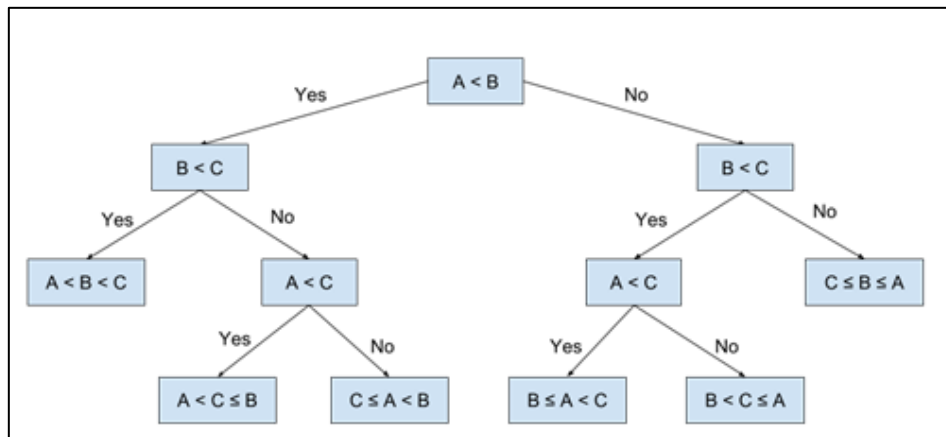 A < B
Yes
No
B < C
B < C
Yes
No
Yes
No
A < B < C
A < C
A < C
C ≤ B ≤ A
Yes
No
Yes
No
A < C ≤ B
C ≤ A < B
B ≤ A < C
B < C ≤ A